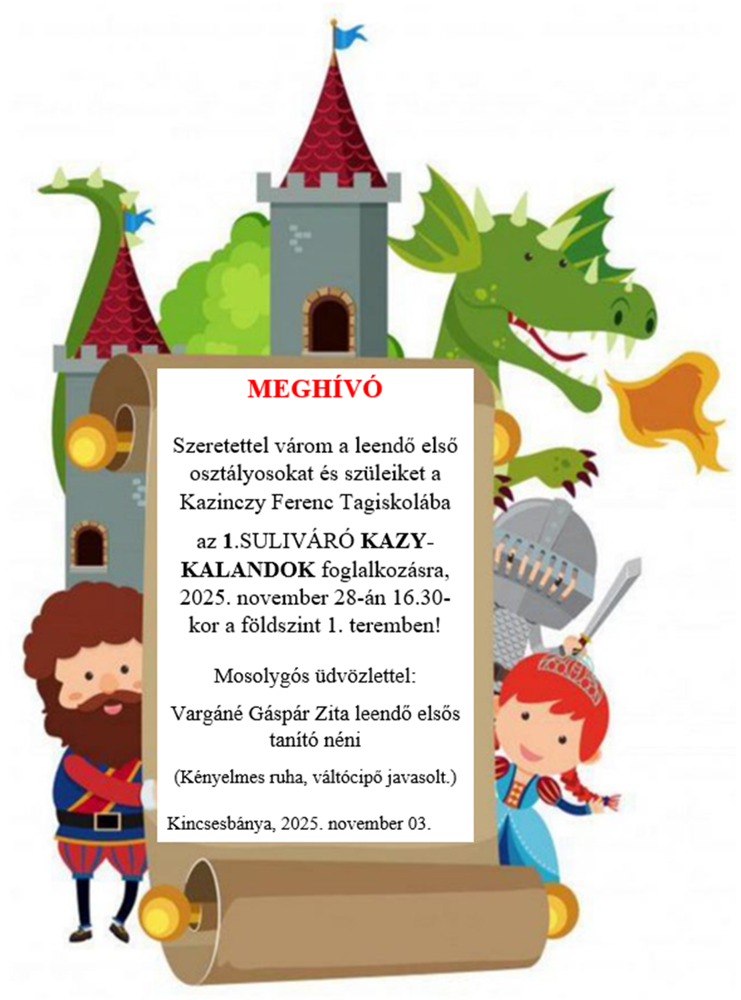 MEGHÍVÓ
Szeretettel várom a leendő első
osztályosokat és szüleiket a
Kazinczy Ferenc Tagiskolába
az 1.SULIVÁRÓ KAZY-
KALANDOK foglalkozásra,
2025. november 28-án 16.30-
kor a földszint 1. teremben!
Mosolygós üdvözlettel:
Vargáné Gáspár Zita leendő elsős
tanító néni
(Kényelmes ruha, váltócipő javasolt.)
Kincsesbánya, 2025. november 03.